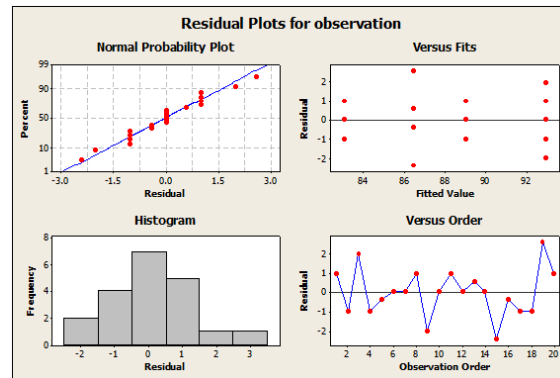 Residual Plots for observation
Normal Probability Plot
Versus Fits
99
90
50
10
1
Percent
-3.0 -1.5 0.0 1.5 3.0
Residual
2
1
0
-1
-2
Residual
84 86 88 90 92
Fitted Value
Histogram
Versus Order
8
6
4
2
0
Frequency
-2 -1 0 1 2 3
Residual
2
1
0
-1
-2
Residual
2 4 6 8 10 12 14 16 18 20
Observation Order